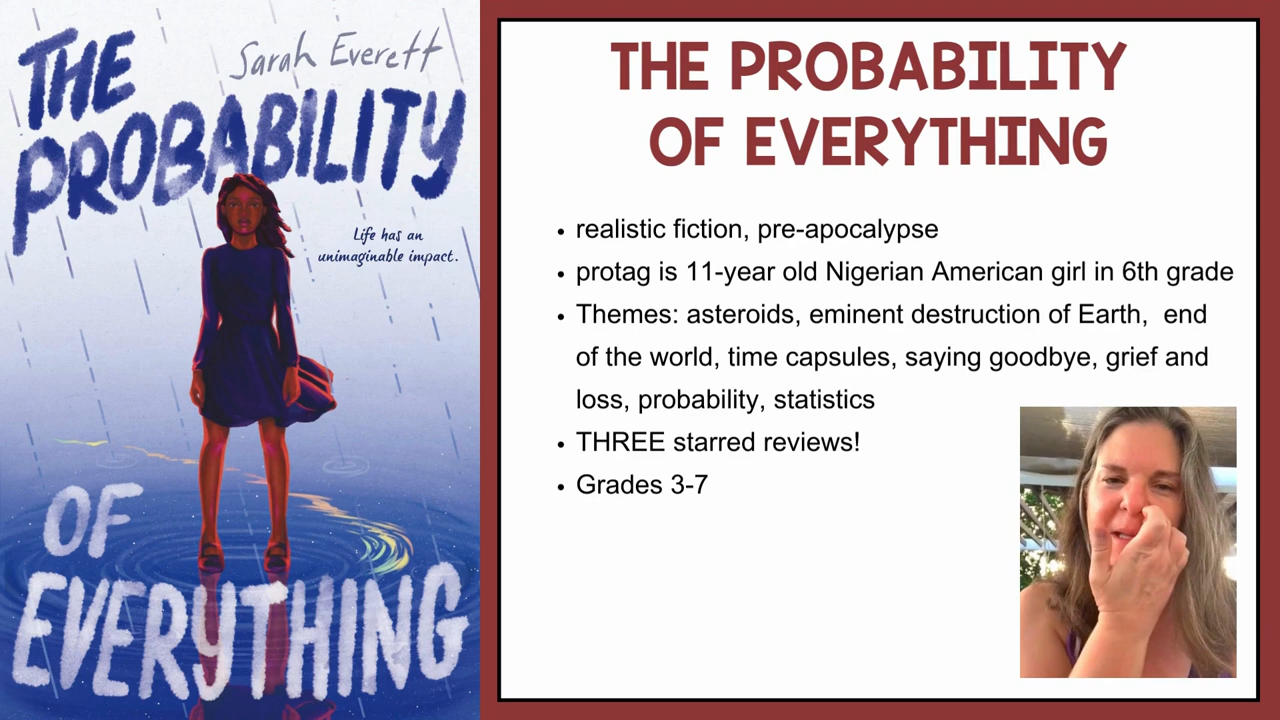 THE
Sarah Everett
PROBABILITY
Life has an
unimaginable impact.
OF
EVERYTHING
THE PROBABILITY
OF EVERYTHING
• realistic fiction, pre-apocalypse
• protag is 11-year old Nigerian American girl in 6th grade
• Themes: asteroids, eminent destruction of Earth, end
of the world, time capsules, saying goodbye, grief and
loss, probability, statistics
• THREE starred reviews!
• Grades 3-7